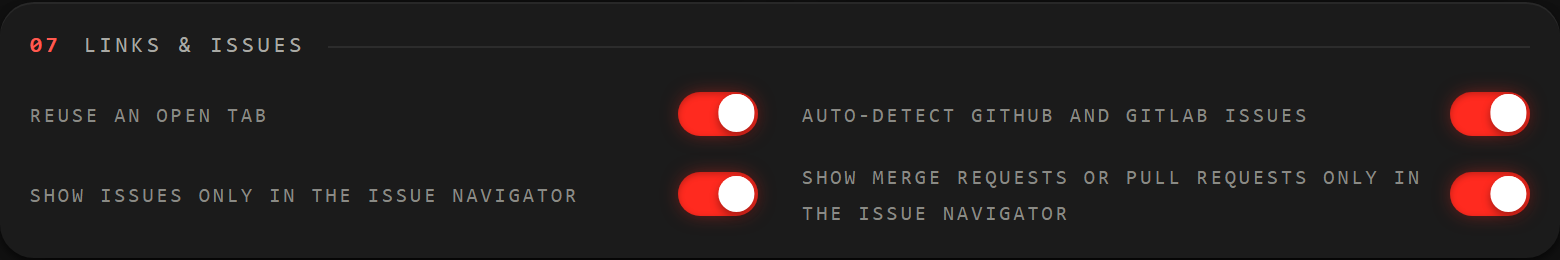 07 LINKS & ISSUES
REUSE AN OPEN TAB
AUTO-DETECT GITHUB AND GITLAB ISSUES
SHOW ISSUES ONLY IN THE ISSUE NAVIGATOR
SHOW MERGE REQUESTS OR PULL REQUESTS ONLY IN
THE ISSUE NAVIGATOR